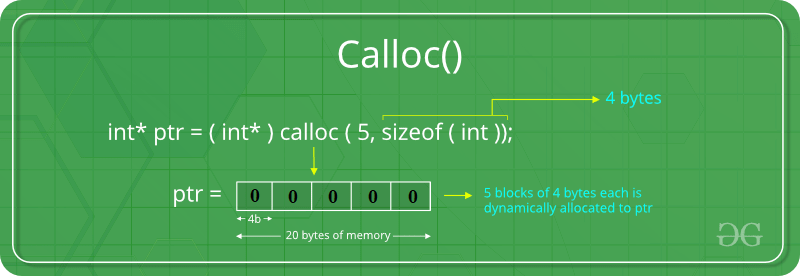 Calloc()
4 bytes
int* ptr = ( int* ) calloc ( 5, sizeof ( int ));
ptr = 0 0 0 0 0
5 blocks of 4 bytes each is
dynamically allocated to ptr
4b
20 bytes of memory